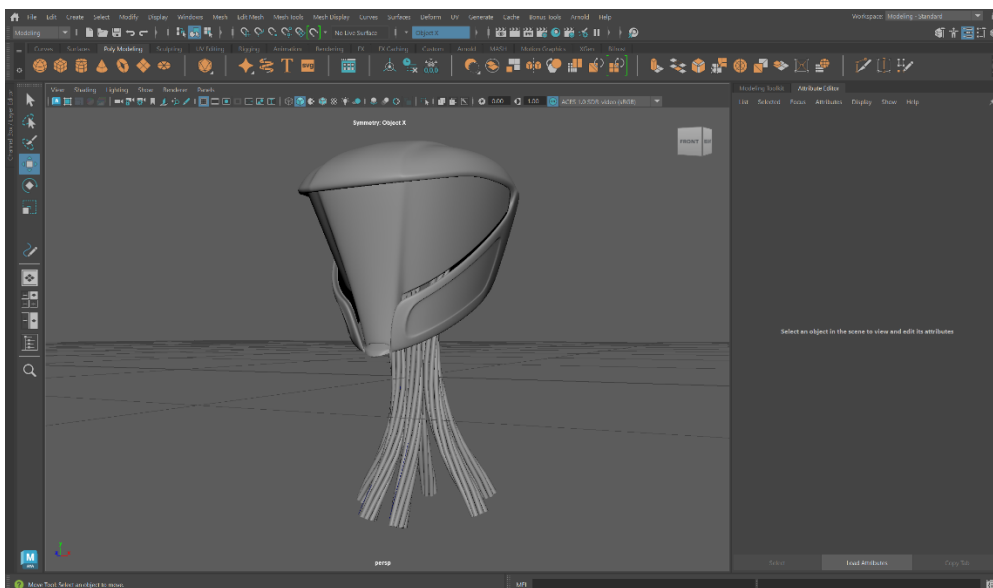 File Edit Create Select Modify Display Windows Mesh Edit Mesh Mesh Tools Mesh Display Curves Surfaces Deform UV Generate Cache Bonus Tools Arnold Help Workspace: Modeling - Standard
Modeling No Live Surface Object X
Curves Surfaces Poly Modeling Sculpting UV Editing Rigging Animation Rendering FX FX Caching Custom Arnold MASH Motion Graphics XGen
View Shading Lighting Show Renderer Panels
0.00 1.00 ACES 1.0 SDR-video (sRGB)
Modeling Toolkit Attribute Editor
List Selected Focus Attributes Display Show Help
Channel Box / Layer Editor
Symmetry: Object X
FRONT
Select an object in the scene to view and edit its attributes
persp
Select Load Attributes Copy Tab
M
Move Tool: Select an object to move.
MEL